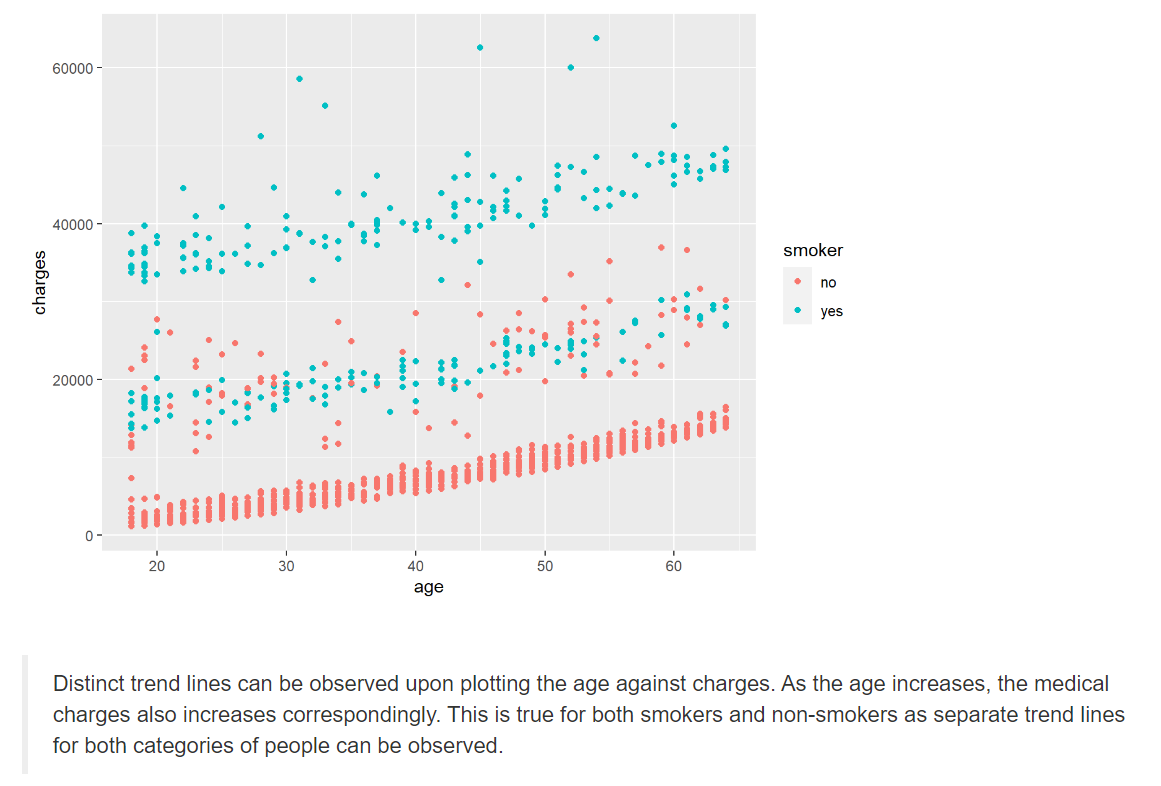 60000
40000
20000
0
charges
20 30 40 50 60
age
smoker
no
yes
Distinct trend lines can be observed upon plotting the age against charges. As the age increases, the medical
charges also increases correspondingly. This is true for both smokers and non-smokers as separate trend lines
for both categories of people can be observed.